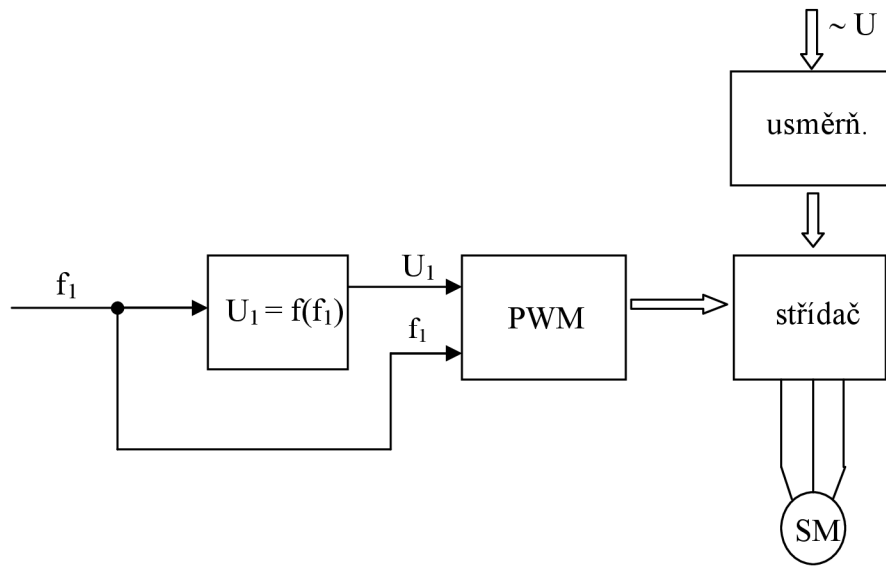 ~ U
usměrň.
f₁
U₁ = f(f₁)
U₁
f₁
PWM
střídač
SM